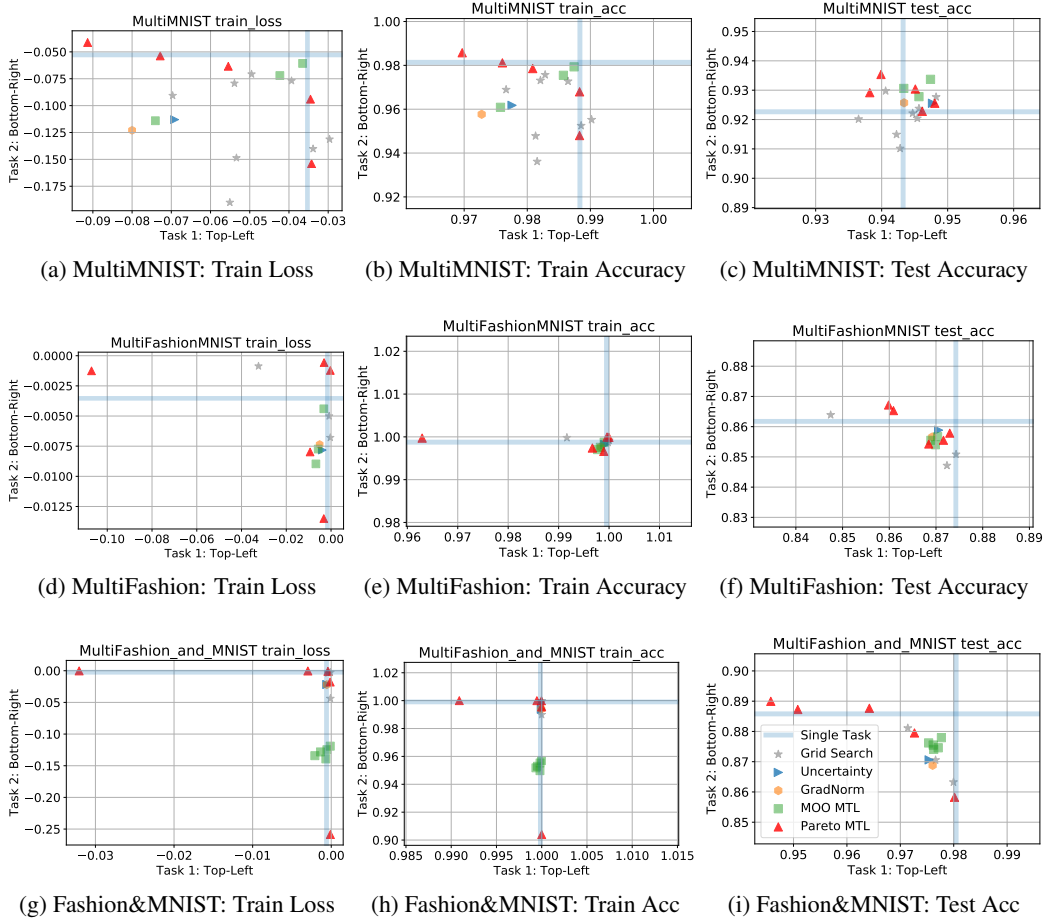 MultiMNIST train_loss
Task 2: Bottom-Right
−0.050
−0.075
−0.100
−0.125
−0.150
−0.175
−0.09 −0.08 −0.07 −0.06 −0.05 −0.04 −0.03
Task 1: Top-Left
(a) MultiMNIST: Train Loss
MultiMNIST train_acc
Task 2: Bottom-Right
1.00
0.98
0.96
0.94
0.92
0.97 0.98 0.99 1.00
Task 1: Top-Left
(b) MultiMNIST: Train Accuracy
MultiMNIST test_acc
Task 2: Bottom-Right
0.95
0.94
0.93
0.92
0.91
0.90
0.89
0.93 0.94 0.95 0.96
Task 1: Top-Left
(c) MultiMNIST: Test Accuracy
MultiFashionMNIST train_loss
Task 2: Bottom-Right
0.0000
−0.0025
−0.0050
−0.0075
−0.0100
−0.0125
−0.10 −0.08 −0.06 −0.04 −0.02 0.00
Task 1: Top-Left
(d) MultiFashion: Train Loss
MultiFashionMNIST train_acc
Task 2: Bottom-Right
1.02
1.01
1.00
0.99
0.98
0.96 0.97 0.98 0.99 1.00 1.01
Task 1: Top-Left
(e) MultiFashion: Train Accuracy
MultiFashionMNIST test_acc
Task 2: Bottom-Right
0.88
0.87
0.86
0.85
0.84
0.83
0.84 0.85 0.86 0.87 0.88 0.89
Task 1: Top-Left
(f) MultiFashion: Test Accuracy
MultiFashion_and_MNIST train_loss
Task 2: Bottom-Right
0.00
−0.05
−0.10
−0.15
−0.20
−0.25
−0.03 −0.02 −0.01 0.00
Task 1: Top-Left
(g) Fashion&MNIST: Train Loss
MultiFashion_and_MNIST train_acc
Task 2: Bottom-Right
1.02
1.00
0.98
0.96
0.94
0.92
0.90
0.985 0.990 0.995 1.000 1.005 1.010 1.015
Task 1: Top-Left
(h) Fashion&MNIST: Train Acc
MultiFashion_and_MNIST test_acc
Task 2: Bottom-Right
0.90
0.89
0.88
0.87
0.86
0.85
Single Task
Grid Search
Uncertainty
GradNorm
MOO MTL
Pareto MTL
0.95 0.96 0.97 0.98 0.99
Task 1: Top-Left
(i) Fashion&MNIST: Test Acc